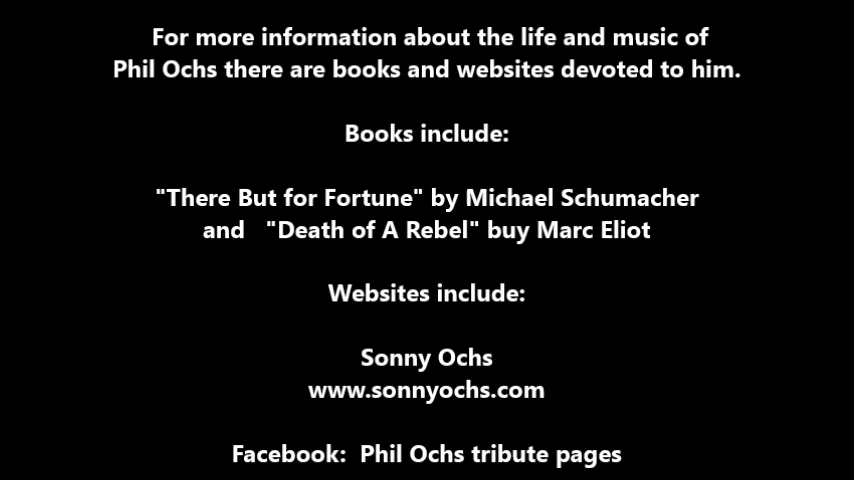 For more information about the life and music of
Phil Ochs there are books and websites devoted to him.
Books include:
"There But for Fortune" by Michael Schumacher
and "Death of A Rebel" buy Marc Eliot
Websites include:
Sonny Ochs
www.sonnyochs.com
Facebook: Phil Ochs tribute pages